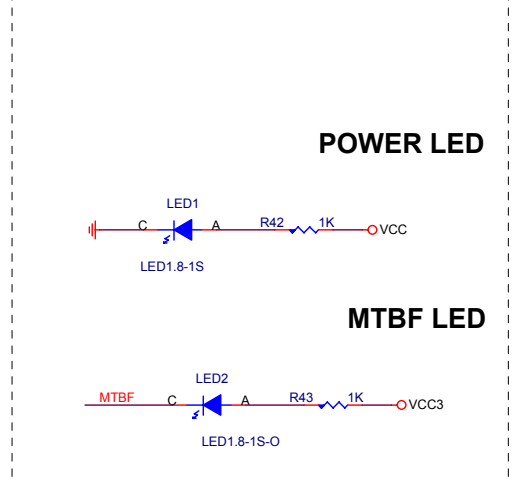 POWER LED
LED1
C A R42 1K VCC
LED1.8-1S
MTBF LED
LED2
MTBF C A R43 1K VCC3
LED1.8-1S-O